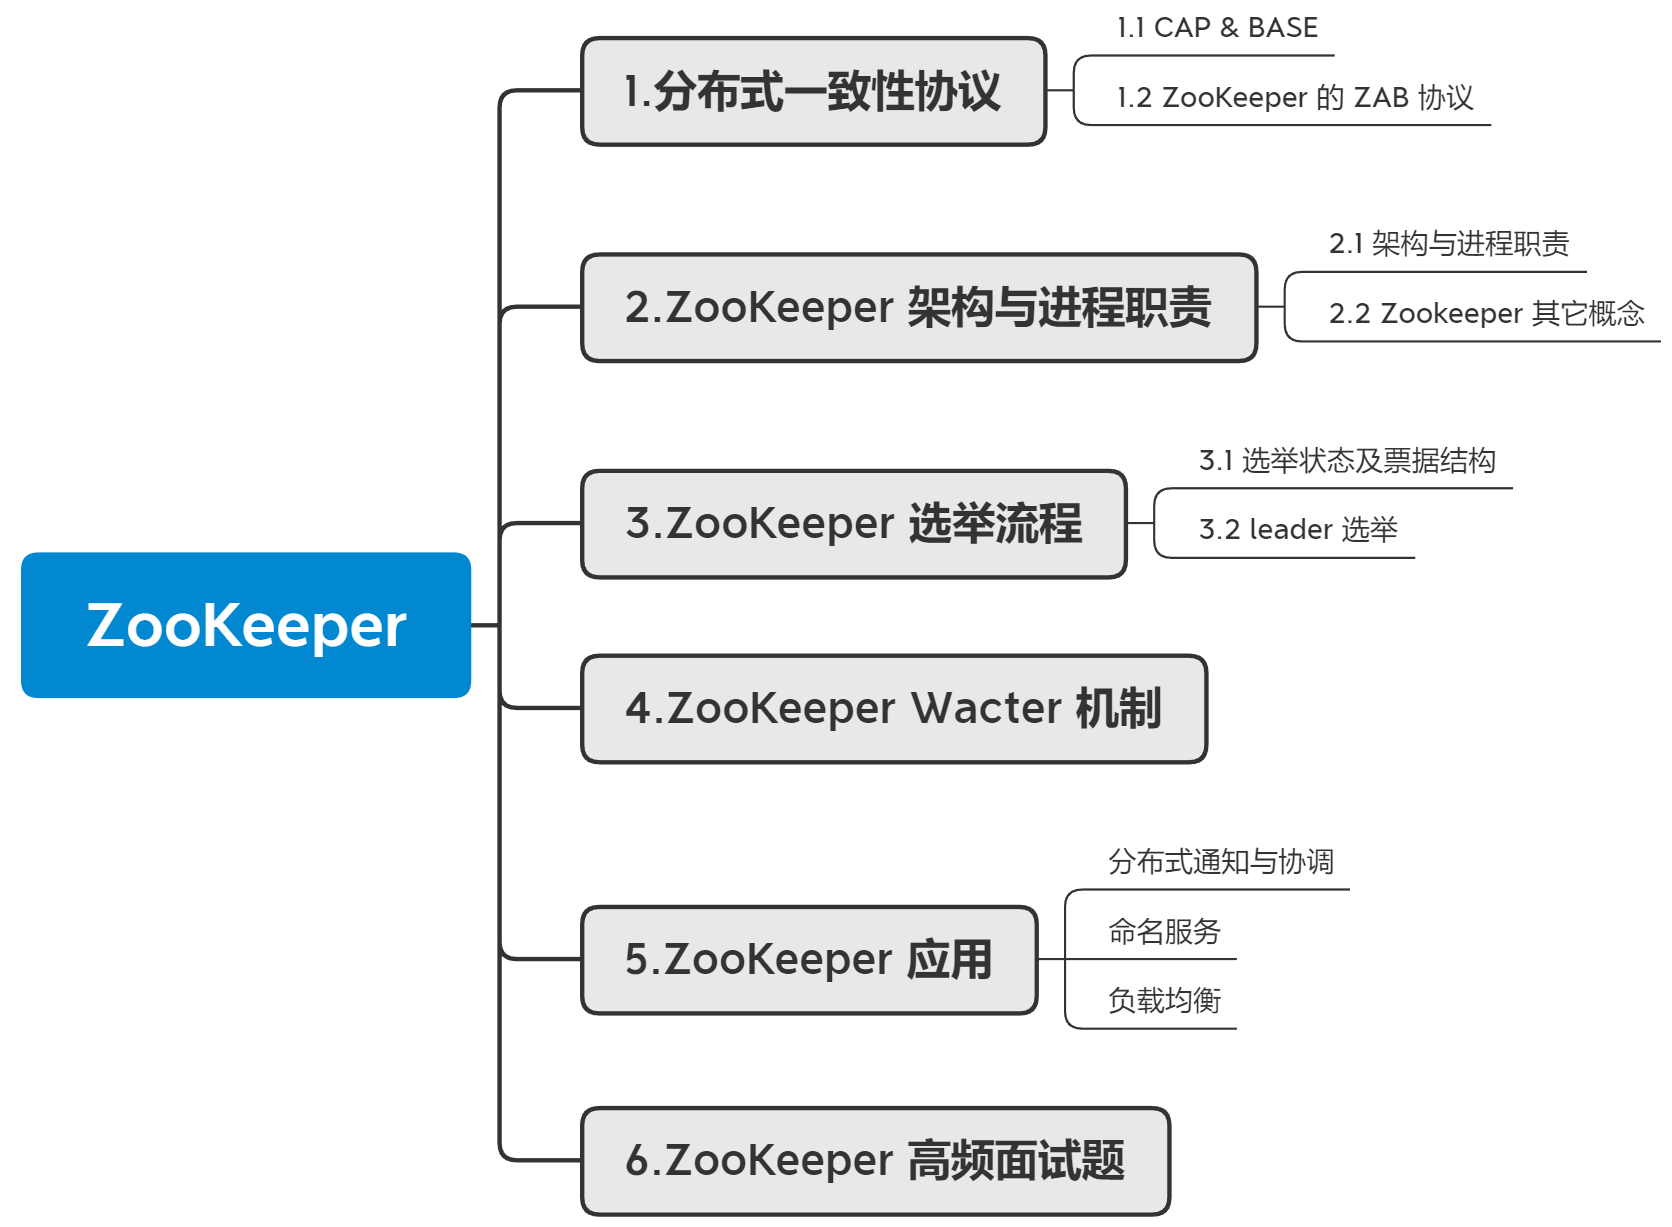 ZooKeeper
1.分布式一致性协议
1.1 CAP & BASE
1.2 ZooKeeper 的 ZAB 协议
2.ZooKeeper 架构与进程职责
2.1 架构与进程职责
2.2 Zookeeper 其它概念
3.ZooKeeper 选举流程
3.1 选举状态及票据结构
3.2 leader 选举
4.ZooKeeper Wacter 机制
5.ZooKeeper 应用
分布式通知与协调
命名服务
负载均衡
6.ZooKeeper 高频面试题